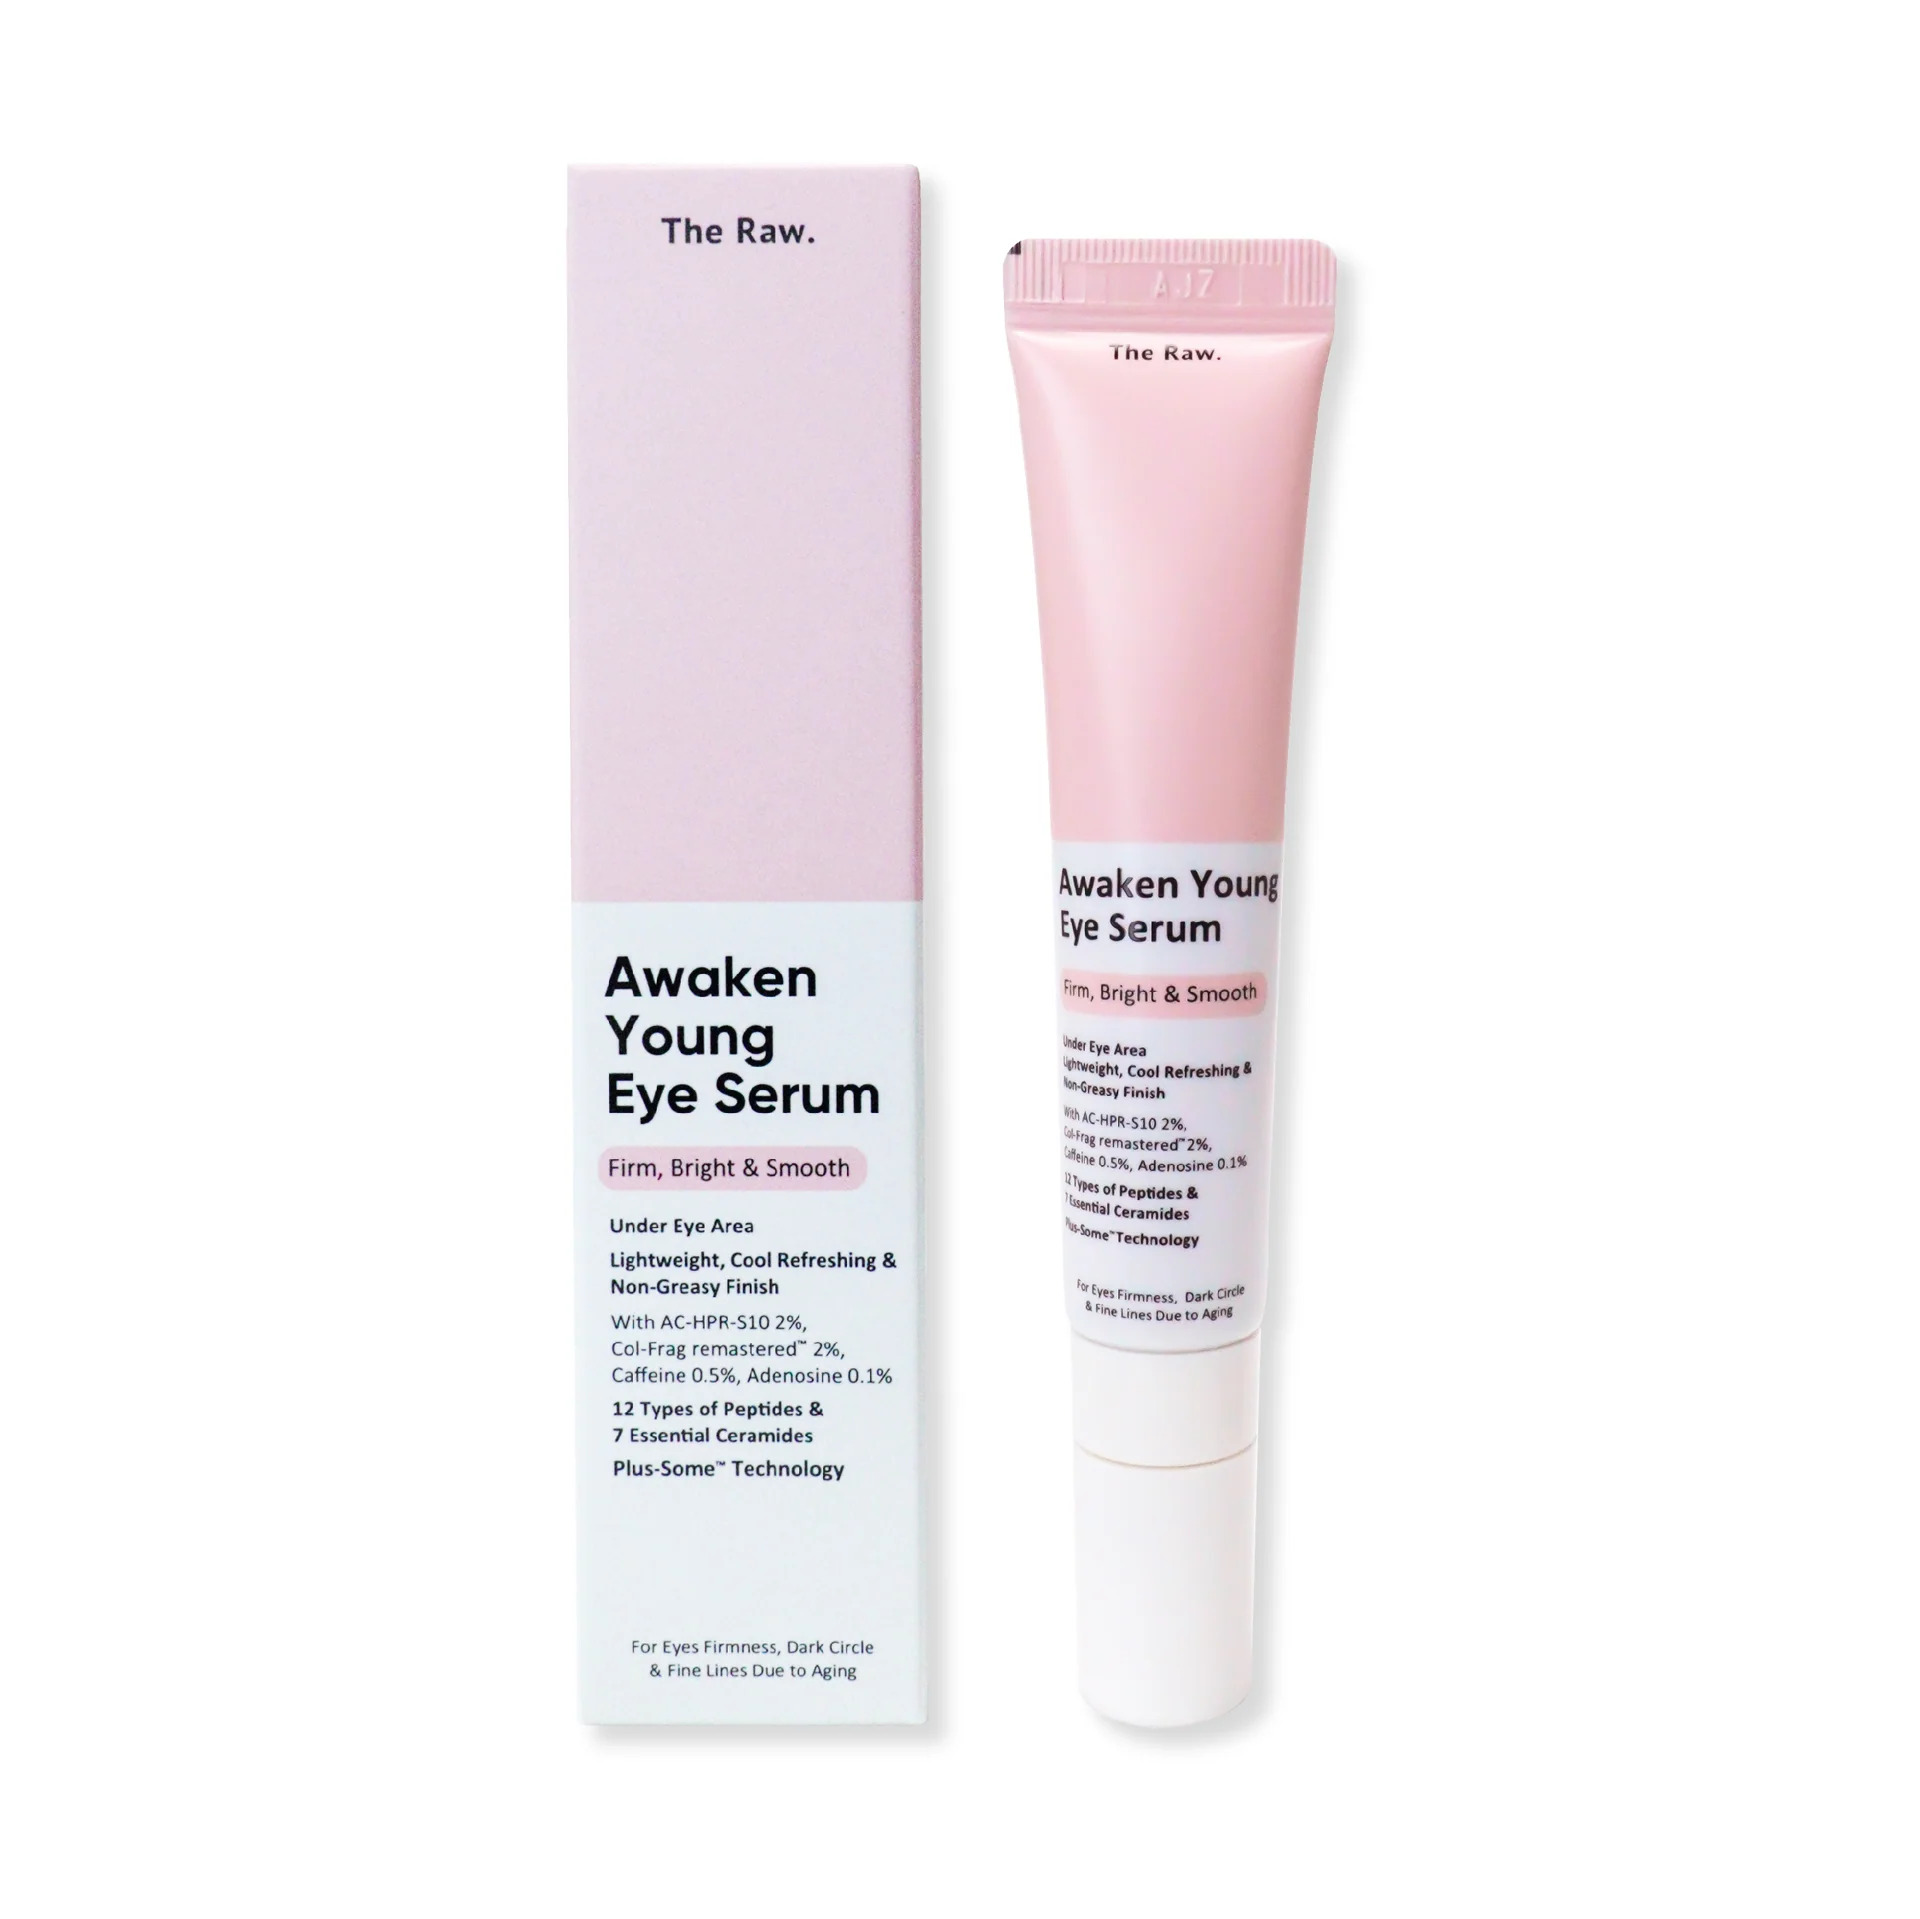 The Raw.
Awaken
Young
Eye Serum
Firm, Bright & Smooth
Under Eye Area
Lightweight, Cool Refreshing &
Non-Greasy Finish
With AC-HPR-S10 2%,
Col-Frag remastered™ 2%,
Caffeine 0.5%, Adenosine 0.1%
12 Types of Peptides &
7 Essential Ceramides
Plus-Some™ Technology
For Eyes Firmness, Dark Circle
& Fine Lines Due to Aging
AJZ
The Raw.
Awaken Young
Eye Serum
Firm, Bright & Smooth
Under Eye Area
Lightweight, Cool Refreshing &
Non-Greasy Finish
With AC-HPR-S10 2%,
Col-Frag remastered™ 2%,
Caffeine 0.5%, Adenosine 0.1%
12 Types of Peptides &
7 Essential Ceramides
Plus-Some™ Technology
For Eyes Firmness, Dark Circle
& Fine Lines Due to Aging